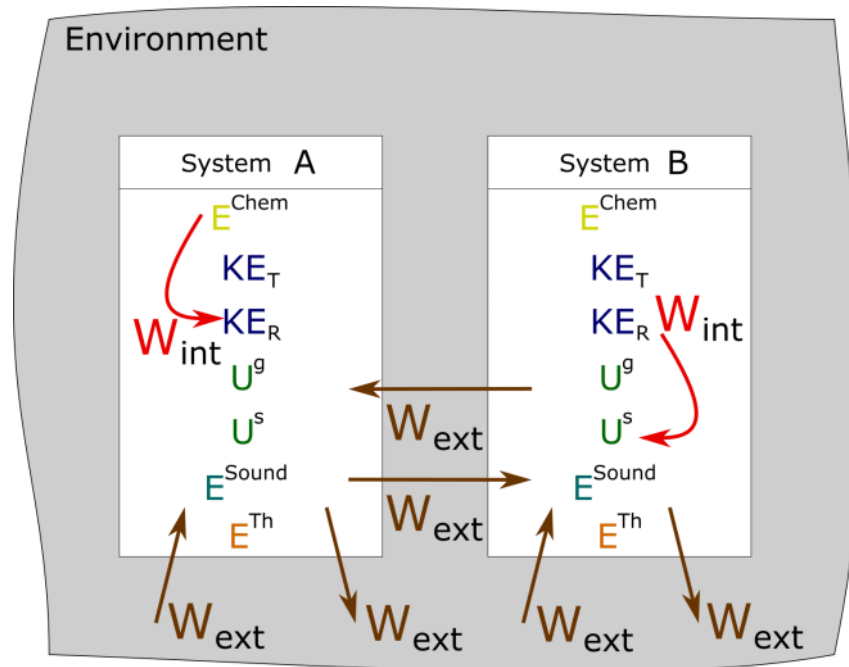 Environment
System A
System B
E^Chem
E^Chem
KE_T
KE_T
KE_R
KE_R
W_int
W_int
U^g
U^g
W_ext
U^s
U^s
E^Sound
E^Sound
W_ext
E^Th
E^Th
W_ext
W_ext
W_ext
W_ext